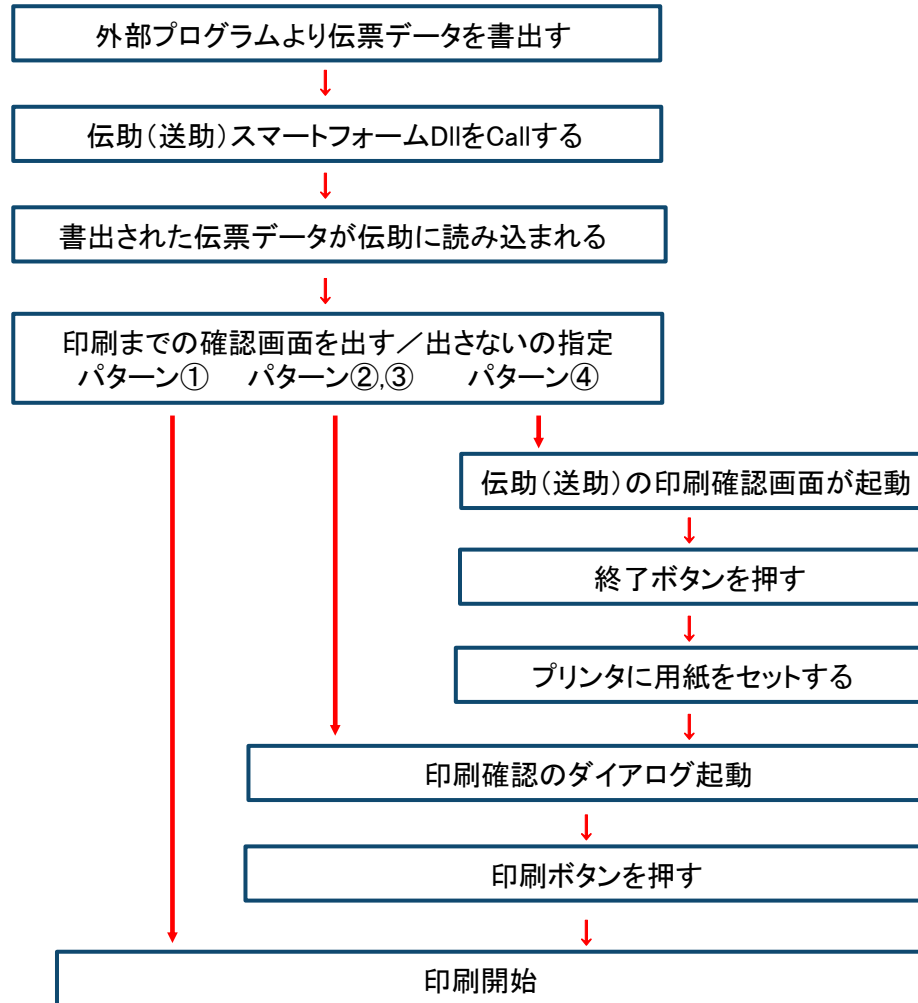 外部プログラムより伝票データを書出す
伝助(送助)スマートフォームDllをCallする
書出された伝票データが伝助に読み込まれる
印刷までの確認画面を出す/出さないの指定
パターン① パターン②,③ パターン④
伝助(送助)の印刷確認画面が起動
終了ボタンを押す
プリンタに用紙をセットする
印刷確認のダイアログ起動
印刷ボタンを押す
印刷開始